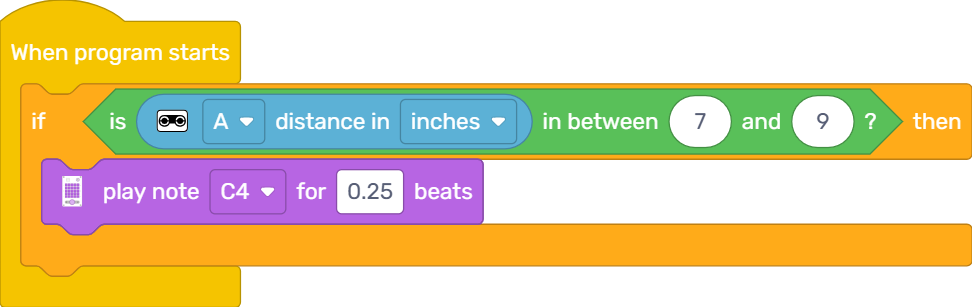 When program starts
if is A distance in inches in between 7 and 9 ? then
play note C4 for 0.25 beats